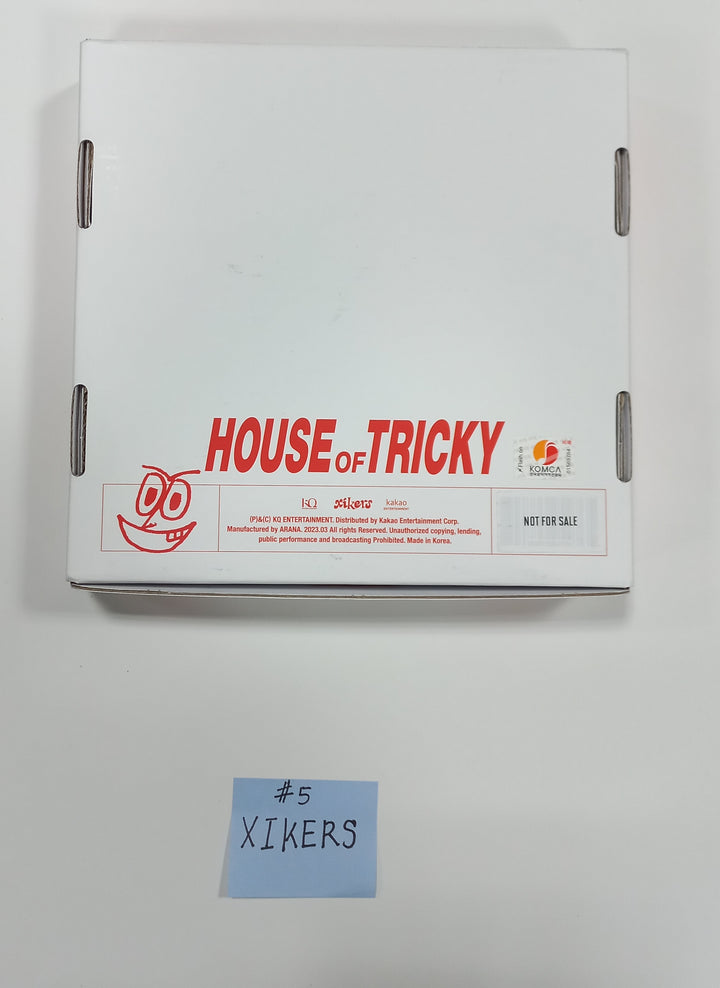 HOUSE OF TRICKY
KOMCA
KQ xikers kakao
ENTERTAINMENT
(P)&(C) KQ ENTERTAINMENT. Distributed by Kakao Entertainment Corp.
Manufactured by ARANA. 2023.03 All rights Reserved. Unauthorized copying, lending,
public performance and broadcasting Prohibited. Made in Korea.
NOT FOR SALE
#5
XIKERS